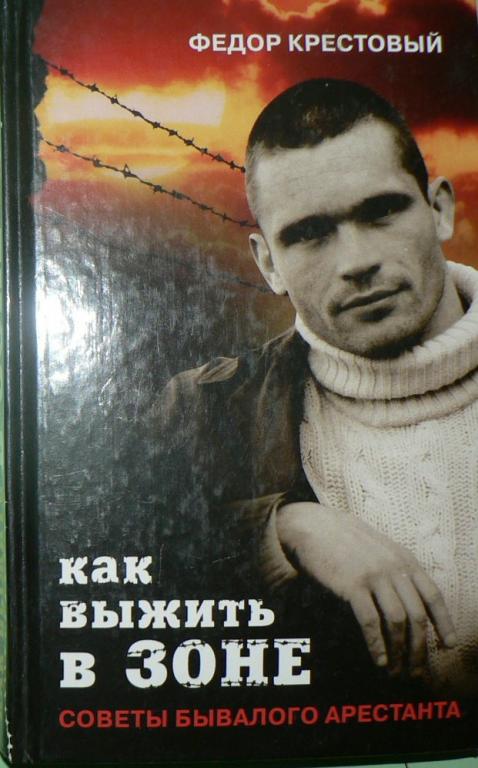 ФЕДОР КРЕСТОВЫЙ
как
выжить
в ЗОНЕ
СОВЕТЫ БЫВАЛОГО АРЕСТАНТА